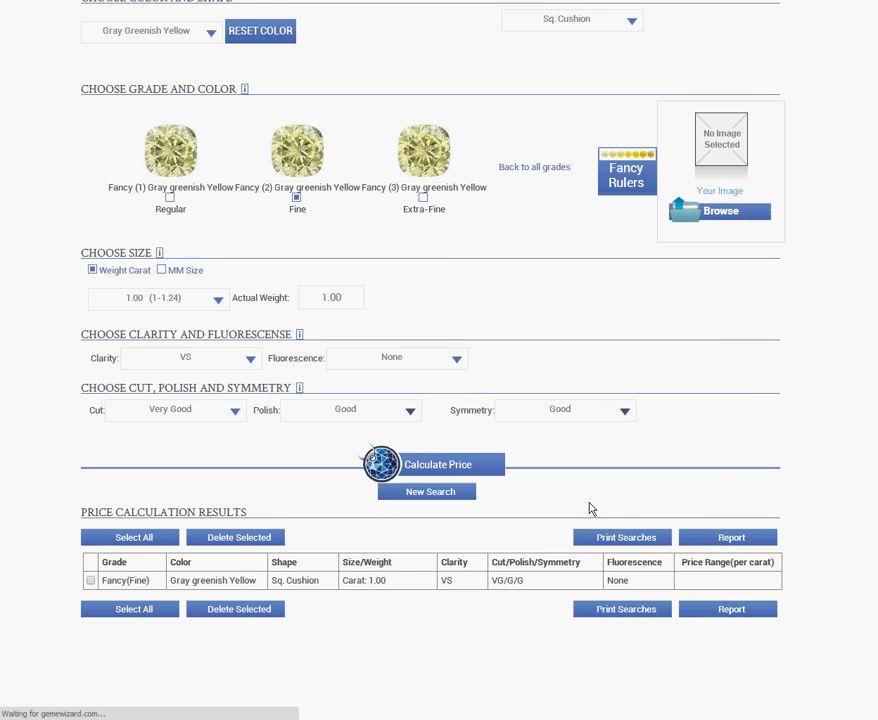 CHOOSE COLOR AND SHAPE
Gray Greenish Yellow
RESET COLOR
Sq. Cushion
CHOOSE GRADE AND COLOR i
No Image
Selected
Fancy (1) Gray greenish Yellow Fancy (2) Gray greenish Yellow Fancy (3) Gray greenish Yellow
Regular
Fine
Extra-Fine
Back to all grades
Fancy
Rulers
Your Image
Browse
CHOOSE SIZE i
Weight Carat MM Size
1.00 (1-1.24) Actual Weight: 1.00
CHOOSE CLARITY AND FLUORESCENSE i
Clarity: VS Fluorescence: None
CHOOSE CUT, POLISH AND SYMMETRY i
Cut: Very Good Polish: Good Symmetry: Good
Calculate Price
New Search
PRICE CALCULATION RESULTS
Select All Delete Selected Print Searches Report
Grade Color Shape Size/Weight Clarity Cut/Polish/Symmetry Fluorescence Price Range(per carat)
Fancy(Fine) Gray greenish Yellow Sq. Cushion Carat: 1.00 VS VG/G/G None
Select All Delete Selected Print Searches Report
Waiting for gemewizard.com...